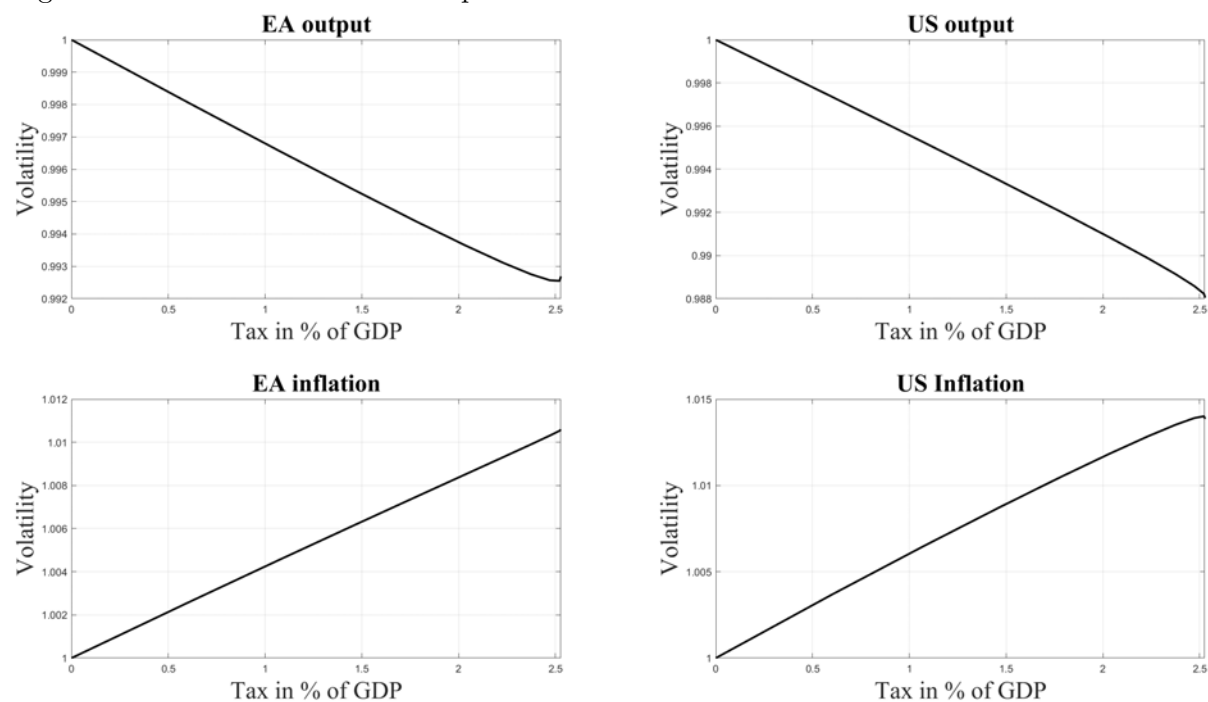 EA output
US output
1
0.999
0.998
0.997
0.996
0.995
0.994
0.993
0.992
Volatility
0 0.5 1 1.5 2 2.5
Tax in % of GDP
1
0.998
0.996
0.994
0.992
0.99
0.988
Volatility
0 0.5 1 1.5 2 2.5
Tax in % of GDP
EA inflation
US Inflation
1.012
1.01
1.008
1.006
1.004
1.002
1
Volatility
0 0.5 1 1.5 2 2.5
Tax in % of GDP
1.015
1.01
1.005
1
Volatility
0 0.5 1 1.5 2 2.5
Tax in % of GDP